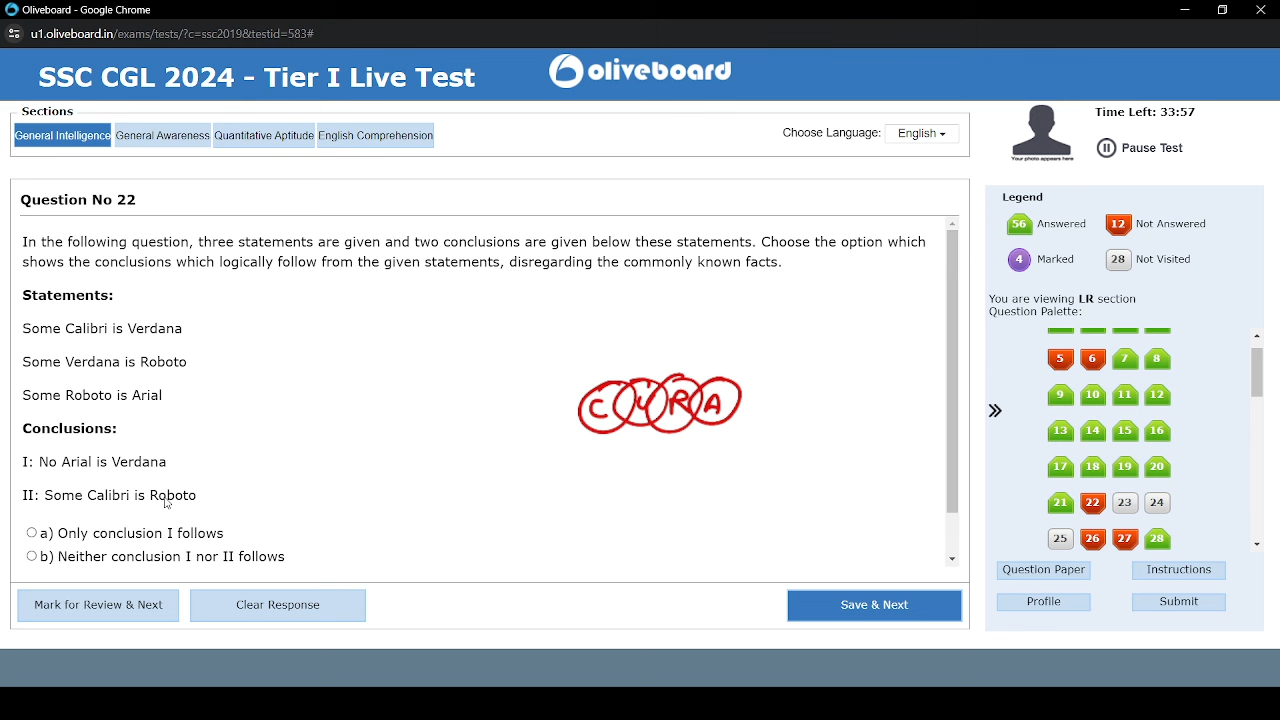 Oliveboard - Google Chrome
u1.oliveboard.in/exams/tests/?c=ssc2019&testid=583#
SSC CGL 2024 - Tier I Live Test
oliveboard
Sections
General Intelligence General Awareness Quantitative Aptitude English Comprehension
Choose Language: English
Your photo appears here
Time Left: 33:57
Pause Test
Question No 22
In the following question, three statements are given and two conclusions are given below these statements. Choose the option which
shows the conclusions which logically follow from the given statements, disregarding the commonly known facts.
Statements:
Some Calibri is Verdana
Some Verdana is Roboto
Some Roboto is Arial
Conclusions:
I: No Arial is Verdana
II: Some Calibri is Roboto
a) Only conclusion I follows
b) Neither conclusion I nor II follows
C V R A
Mark for Review & Next
Clear Response
Save & Next
Legend
56 Answered 12 Not Answered
4 Marked 28 Not Visited
You are viewing LR section
Question Palette:
5 6 7 8
9 10 11 12
13 14 15 16
17 18 19 20
21 22 23 24
25 26 27 28
Question Paper Instructions
Profile Submit